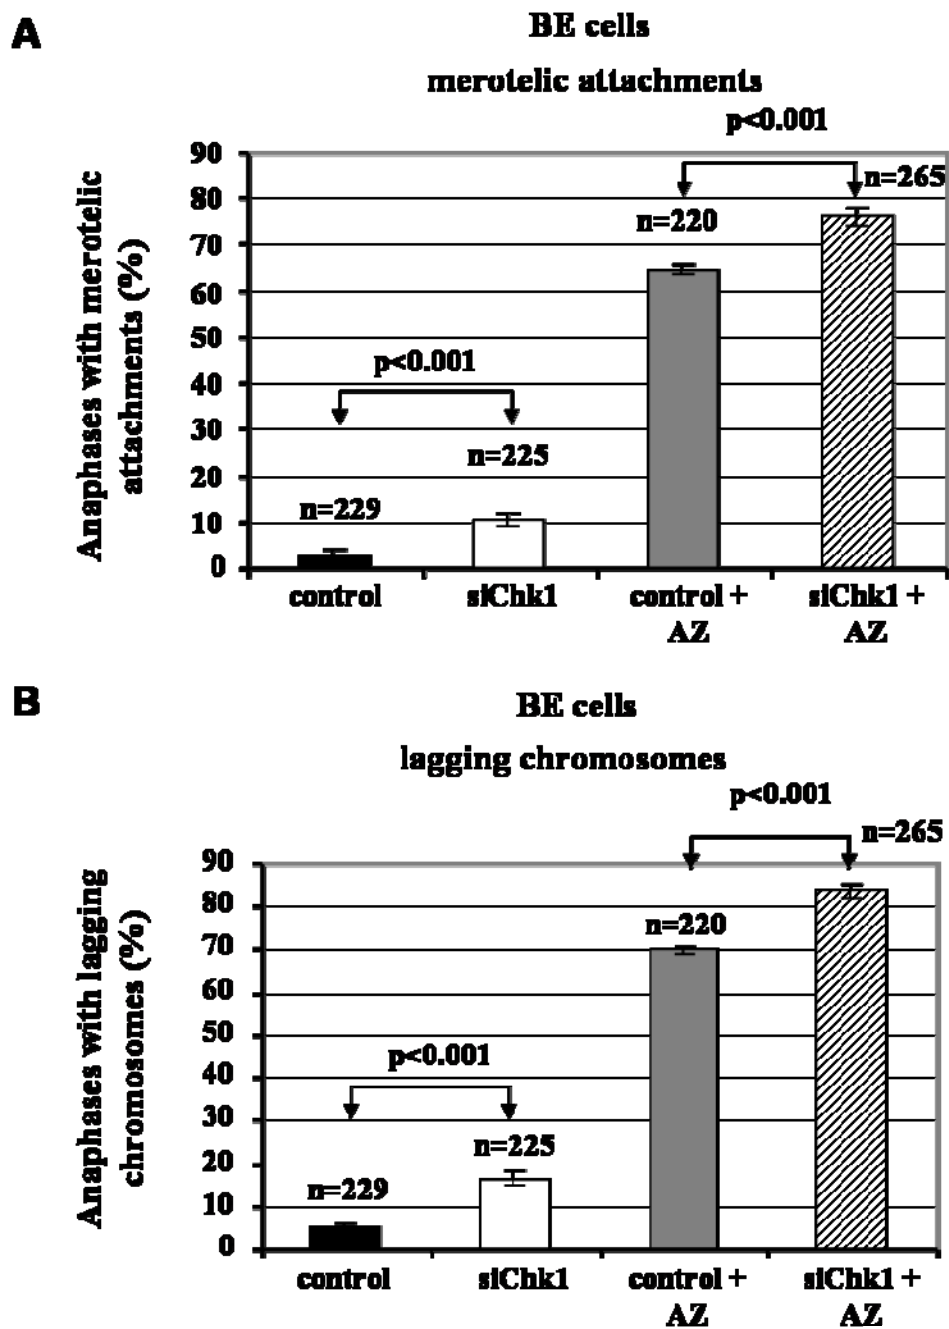 A
BE cells
merotelic attachments
p<0.001
n=265
n=220
p<0.001
n=225
n=229
Anaphases with merotelic
attachments (%)
90
80
70
60
50
40
30
20
10
0
control
siChk1
control +
AZ
siChk1 +
AZ
B
BE cells
lagging chromosomes
p<0.001
n=265
n=220
p<0.001
n=225
n=229
Anaphases with lagging
chromosomes (%)
90
80
70
60
50
40
30
20
10
0
control
siChk1
control +
AZ
siChk1 +
AZ